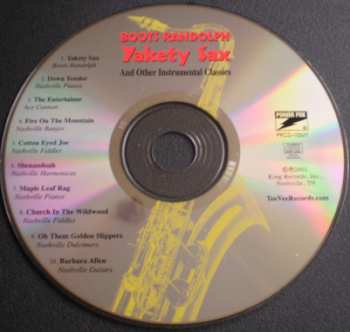 BOOTS RANDOLPH
Yakety Sax
And Other Instrumental Classics
1. Yakety Sax
Boots Randolph
2. Down Yonder
Nashville Pianos
3. The Entertainer
Ace Cannon
4. Fire On The Mountain
Nashville Banjos
5. Cotton Eyed Joe
Nashville Fiddles
6. Shenandoah
Nashville Harmonicas
7. Maple Leaf Rag
Nashville Pianos
8. Church In The Wildwood
Nashville Fiddles
9. Oh Them Golden Slippers
Nashville Dulcimers
10. Barbara Allen
Nashville Guitars
POWER PAK
King Records, Inc.
Nashville, TN
TeeVeeRecords.com